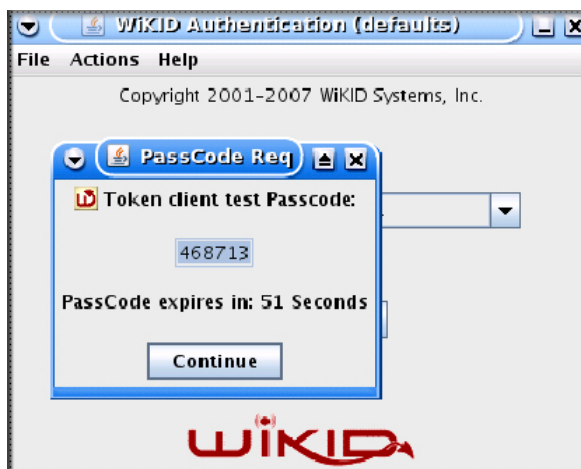 WiKID Authentication (defaults)
File Actions Help
Copyright 2001-2007 WiKID Systems, Inc.
PassCode Req
Token client test Passcode:
468713
PassCode expires in: 51 Seconds
Continue
WiKID